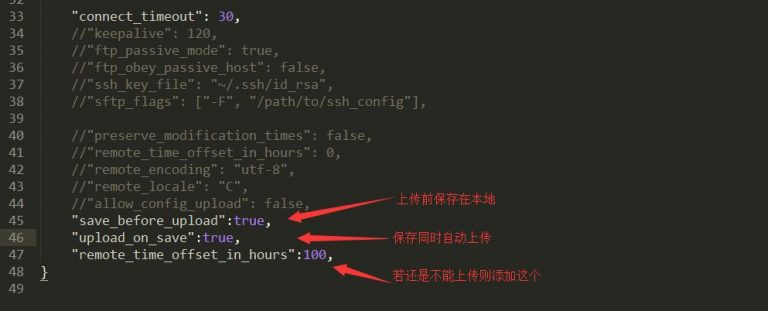 33 "connect_timeout": 30,
34 //"keepalive": 120,
35 //"ftp_passive_mode": true,
36 //"ftp_obey_passive_host": false,
37 //"ssh_key_file": "~/.ssh/id_rsa",
38 //"sftp_flags": ["-F", "/path/to/ssh_config"],
39
40 //"preserve_modification_times": false,
41 //"remote_time_offset_in_hours": 0,
42 //"remote_encoding": "utf-8",
43 //"remote_locale": "C",
44 //"allow_config_upload": false,
上传前保存在本地
45 "save_before_upload":true,
46 "upload_on_save":true,
保存同时自动上传
47 "remote_time_offset_in_hours":100,
若还是不能上传则添加这个
48 }
49